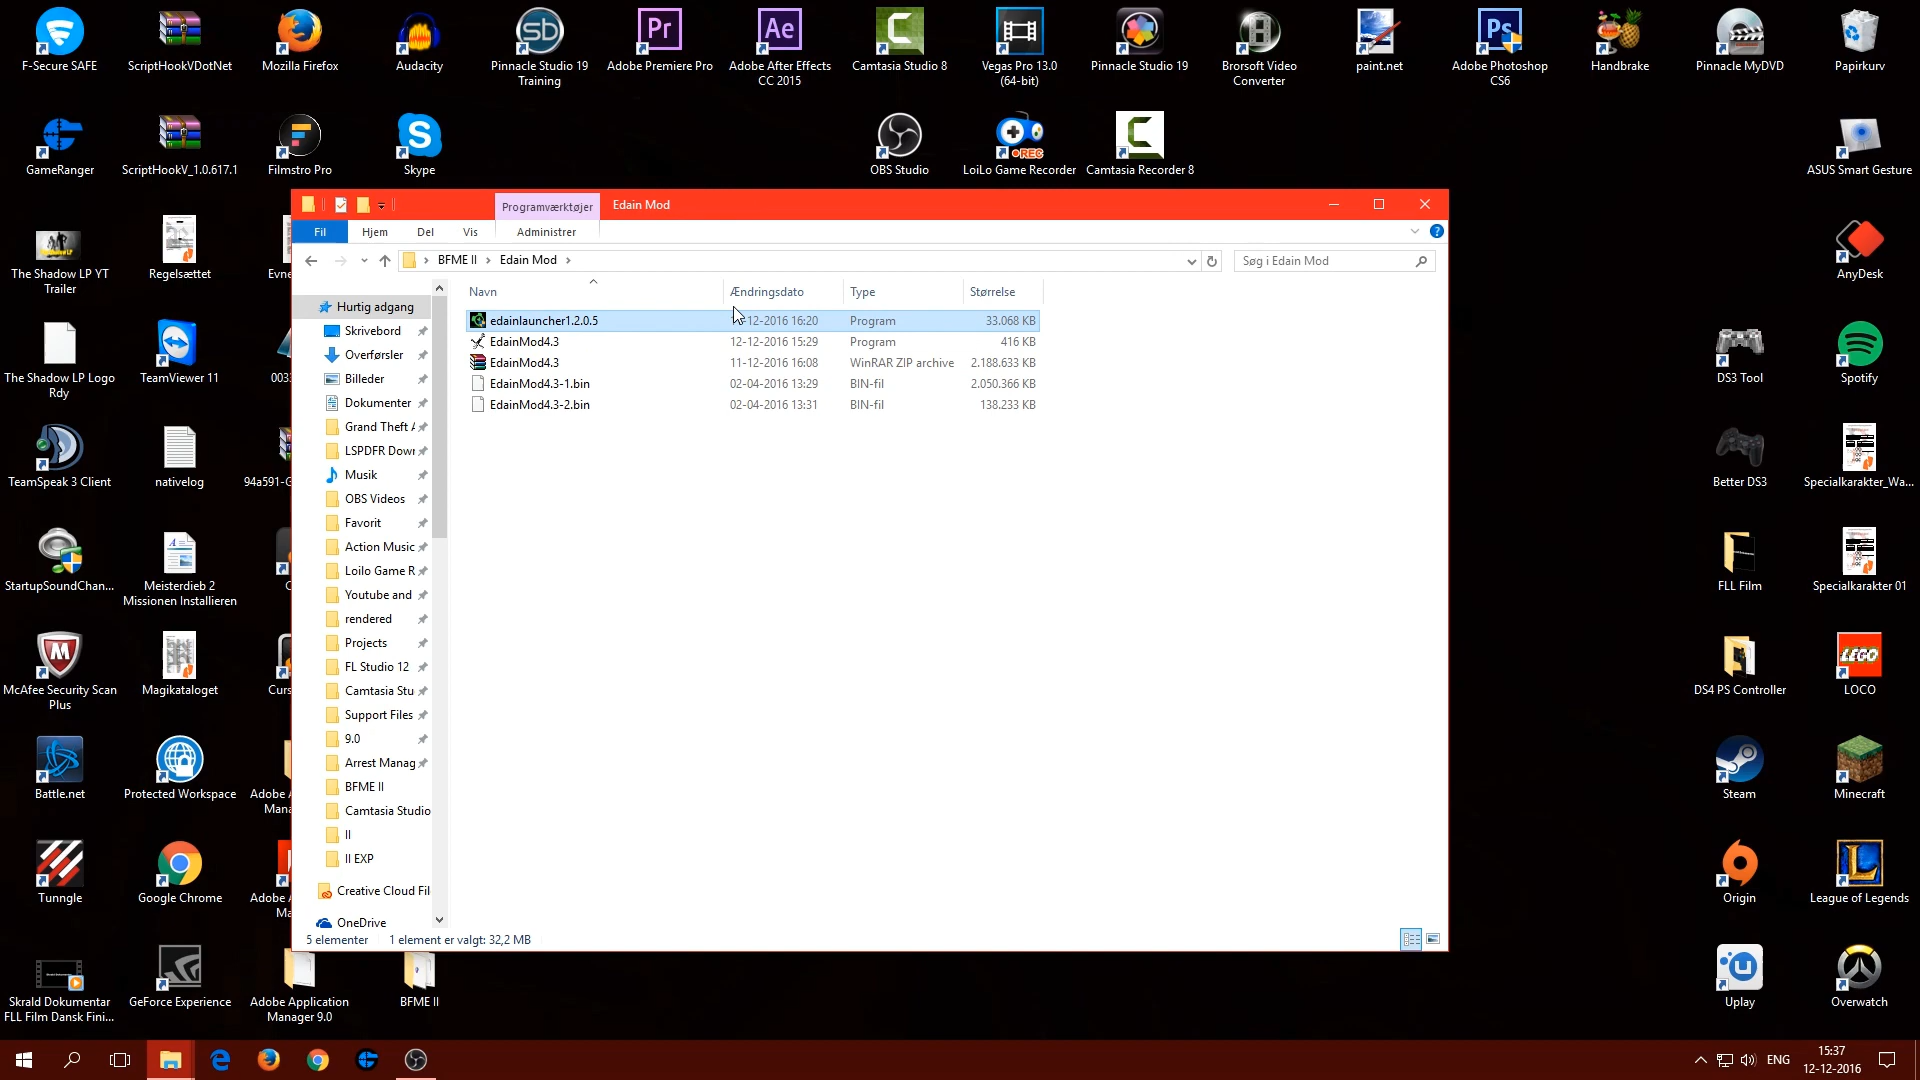 F-Secure SAFE
ScriptHookVDotNet
Mozilla Firefox
Audacity
Pinnacle Studio 19
Training
Adobe Premiere Pro
Adobe After Effects
CC 2015
Camtasia Studio 8
Vegas Pro 13.0
(64-bit)
Pinnacle Studio 19
Brorsoft Video
Converter
paint.net
Adobe Photoshop
CS6
Handbrake
Pinnacle MyDVD
Papirkurv
GameRanger
ScriptHookV_1.0.617.1
Filmstro Pro
Skype
OBS Studio
LoiLo Game Recorder
Camtasia Recorder 8
ASUS Smart Gesture
Programværktøjer
Edain Mod
Fil
Hjem
Del
Vis
Administrer
BFME II
Edain Mod
Søg i Edain Mod
Navn
Ændringsdato
Type
Størrelse
edainlauncher1.2.0.5
-12-2016 16:20
Program
33.068 KB
EdainMod4.3
12-12-2016 15:29
Program
416 KB
EdainMod4.3
11-12-2016 16:08
WinRAR ZIP archive
2.188.633 KB
EdainMod4.3-1.bin
02-04-2016 13:29
BIN-fil
2.050.366 KB
EdainMod4.3-2.bin
02-04-2016 13:31
BIN-fil
138.233 KB
Hurtig adgang
Skrivebord
Overførsler
Billeder
Dokumenter
Grand Theft A
LSPDFR Dow
Musik
OBS Videos
Favorit
Action Music
Loilo Game R
Youtube and
rendered
Projects
FL Studio 12
Camtasia Stu
Support Files
9.0
Arrest Manag
BFME II
Camtasia Studio
II
II EXP
Creative Cloud Fil
OneDrive
5 elementer
1 element er valgt: 32,2 MB
The Shadow LP YT
Trailer
Regelsættet
Evne
AnyDesk
The Shadow LP Logo
Rdy
TeamViewer 11
003
DS3 Tool
Spotify
TeamSpeak 3 Client
nativelog
94a591-G
Better DS3
Specialkarakter_Wa...
StartupSoundChan...
Meisterdieb 2
Missionen Installieren
C
FLL Film
Specialkarakter 01
McAfee Security Scan
Plus
Magikataloget
Curs
DS4 PS Controller
LOCO
Battle.net
Protected Workspace
Adobe A
Mana
Steam
Minecraft
Tunngle
Google Chrome
Adobe A
Ma
Origin
League of Legends
Skrald Dokumentar
FLL Film Dansk Fini...
GeForce Experience
Adobe Application
Manager 9.0
BFME II
Uplay
Overwatch
ENG
15:37
12-12-2016